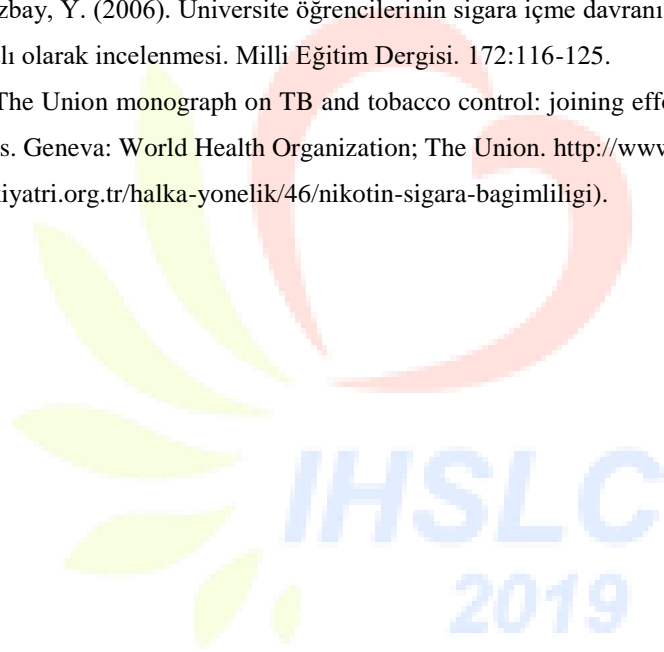 zbay, Y. (2006). Üniversite öğrencilerinin sigara içme davranı
lı olarak incelenmesi. Milli Eğitim Dergisi. 172:116-125.
The Union monograph on TB and tobacco control: joining effo
s. Geneva: World Health Organization; The Union. http://www
kiyatri.org.tr/halka-yonelik/46/nikotin-sigara-bagimliligi).
IHSLC
2019